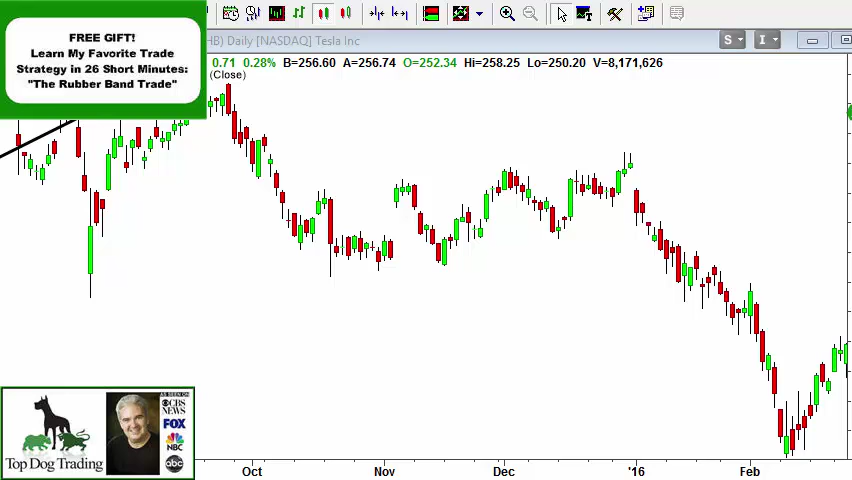 FREE GIFT!
Learn My Favorite Trade
Strategy in 26 Short Minutes:
"The Rubber Band Trade"
HB) Daily [NASDAQ] Tesla Inc
S
I
0.71 0.28% B=256.60 A=256.74 O=252.34 Hi=258.25 Lo=250.20 V=8,171,626
(Close)
Top Dog Trading
AS SEEN ON
CBS NEWS
FOX
NBC
abc
Oct Nov Dec '16 Feb